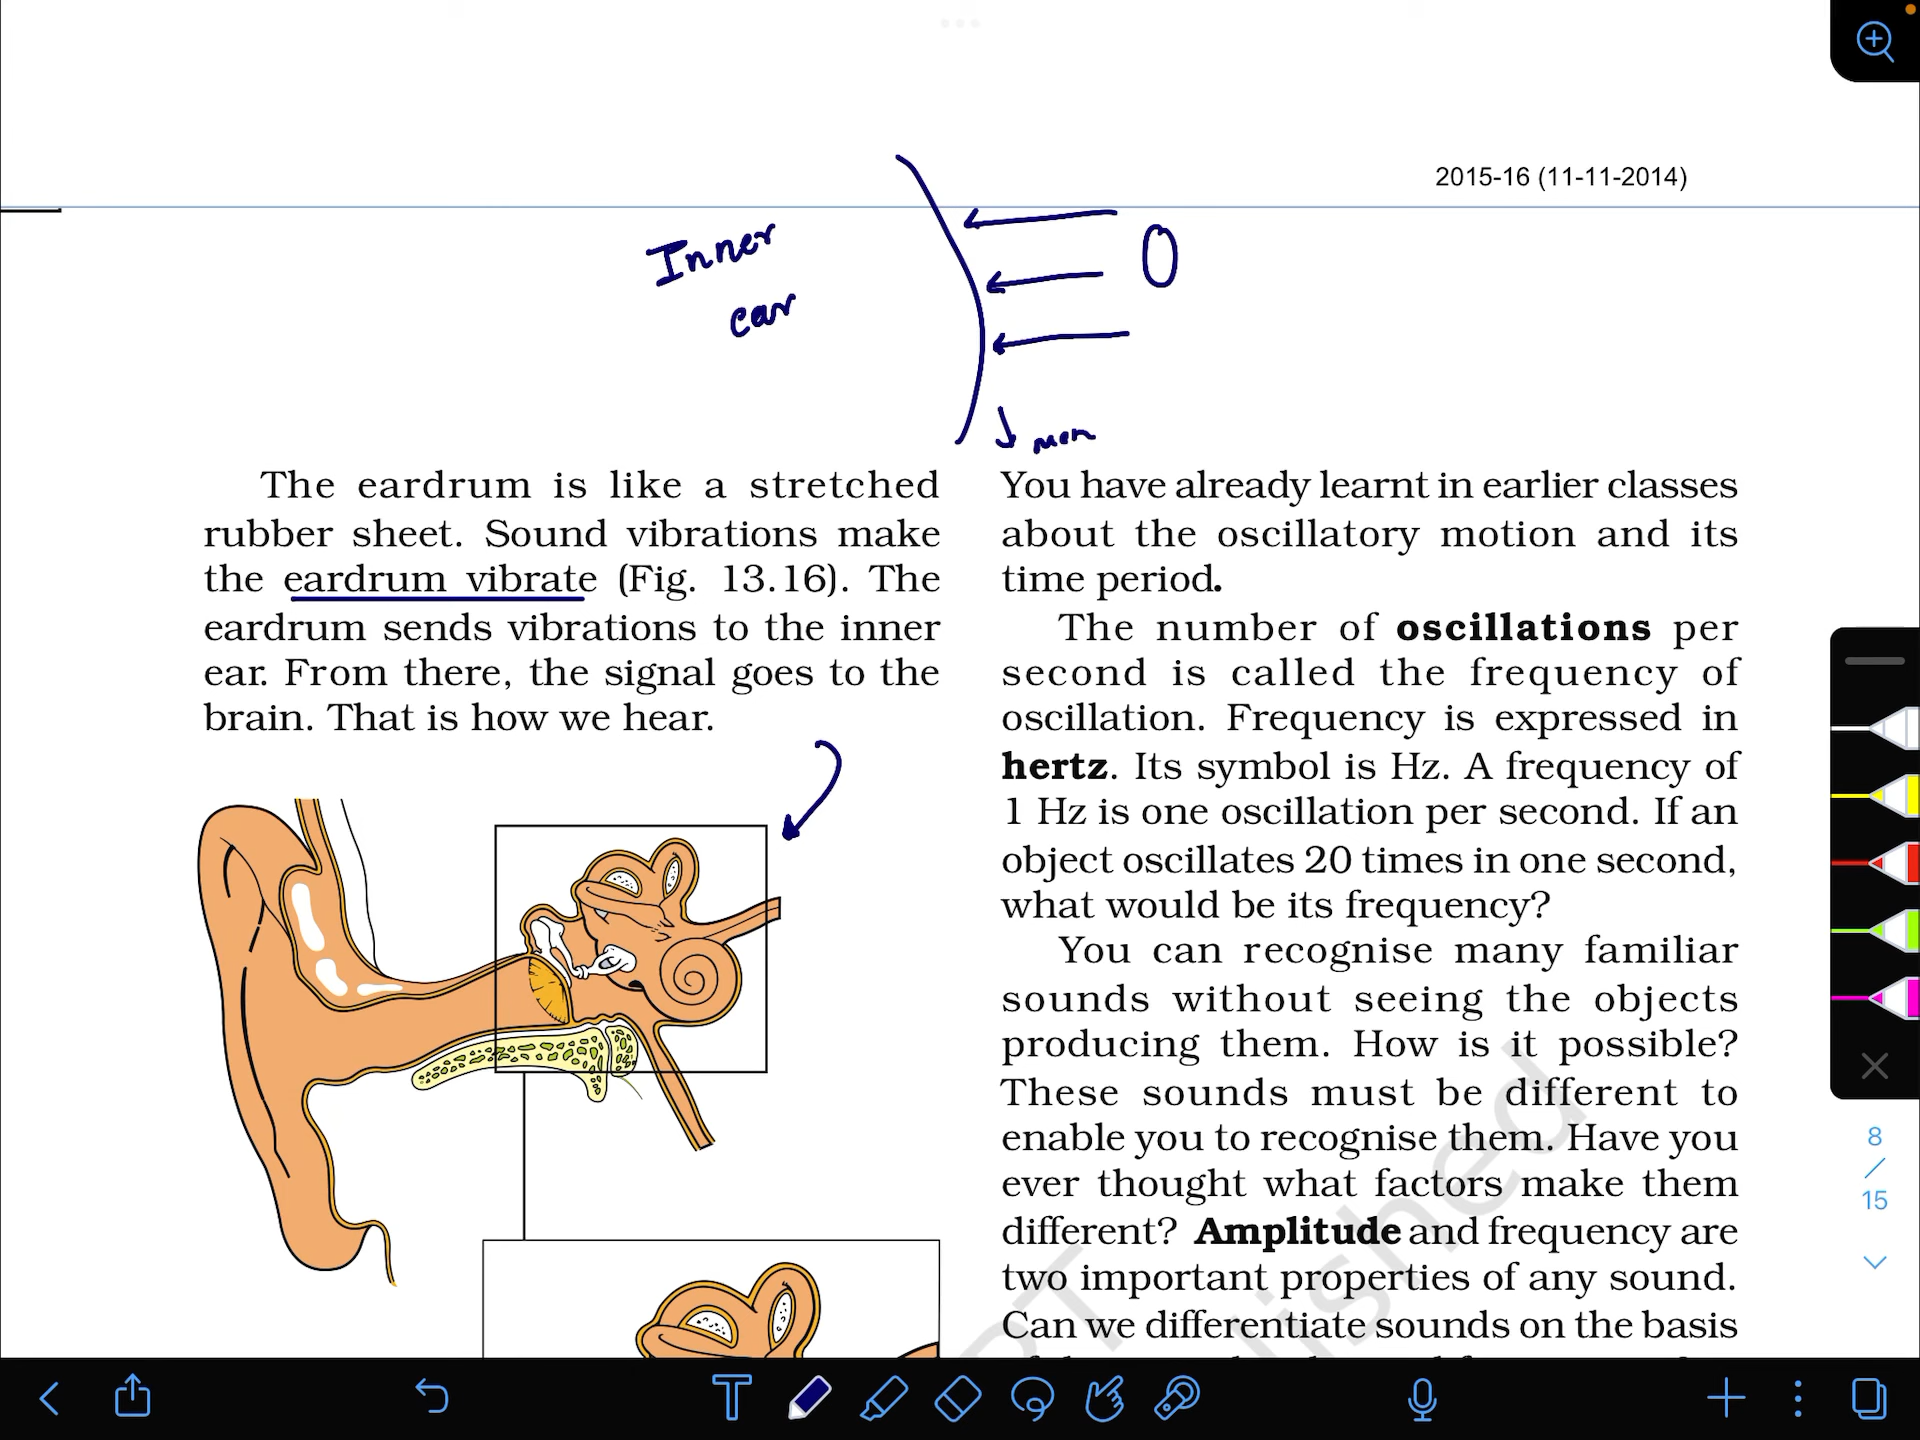 2015-16 (11-11-2014)
Inner
ear
O
The eardrum is like a stretched
rubber sheet. Sound vibrations make
the eardrum vibrate (Fig. 13.16). The
eardrum sends vibrations to the inner
ear. From there, the signal goes to the
brain. That is how we hear.
You have already learnt in earlier classes
about the oscillatory motion and its
time period.
The number of oscillations per
second is called the frequency of
oscillation. Frequency is expressed in
hertz. Its symbol is Hz. A frequency of
1 Hz is one oscillation per second. If an
object oscillates 20 times in one second,
what would be its frequency?
You can recognise many familiar
sounds without seeing the objects
producing them. How is it possible?
These sounds must be different to
enable you to recognise them. Have you
ever thought what factors make them
different? Amplitude and frequency are
two important properties of any sound.
Can we differentiate sounds on the basis
8
/
15